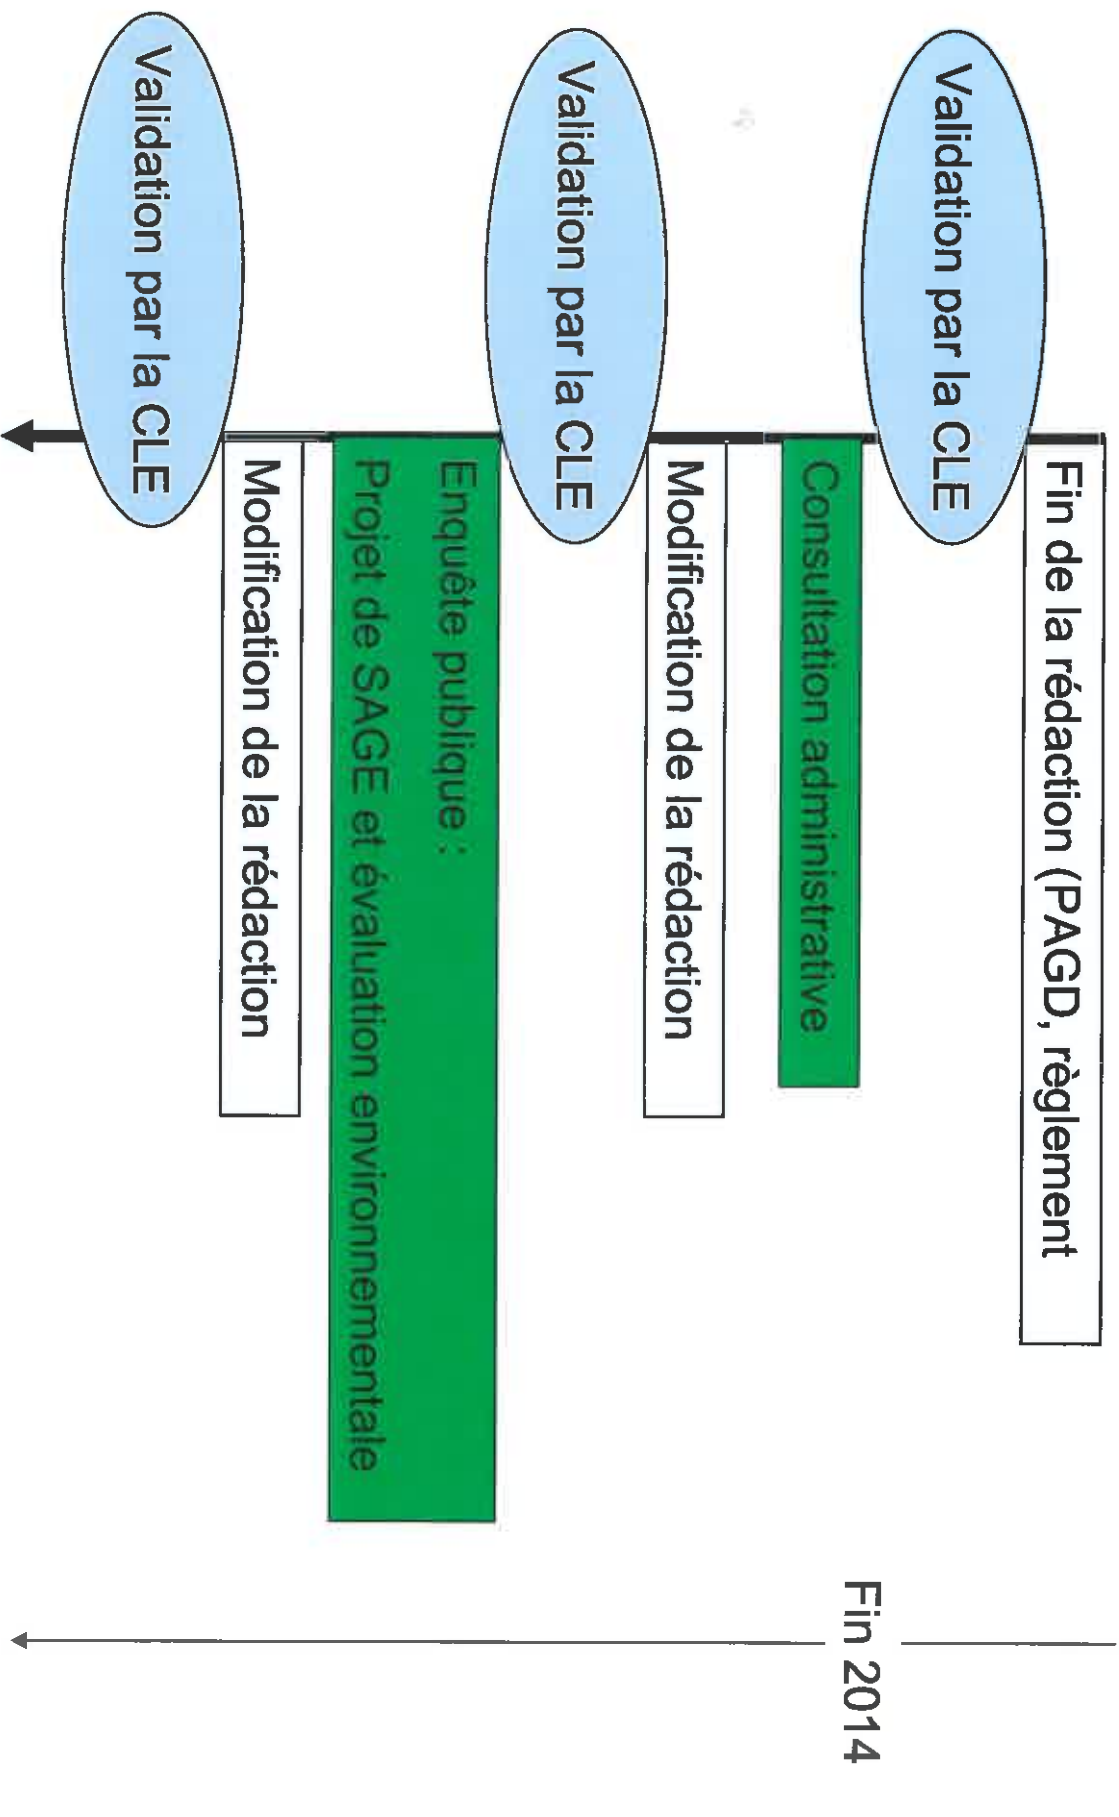 Fin de la rédaction (PAGD, règlement
Validation par la CLE
Consultation administrative
Fin 2014
Modification de la rédaction
Validation par la CLE
Enquête publique :
Projet de SAGE et évaluation environnementale
Modification de la rédaction
Validation par la CLE